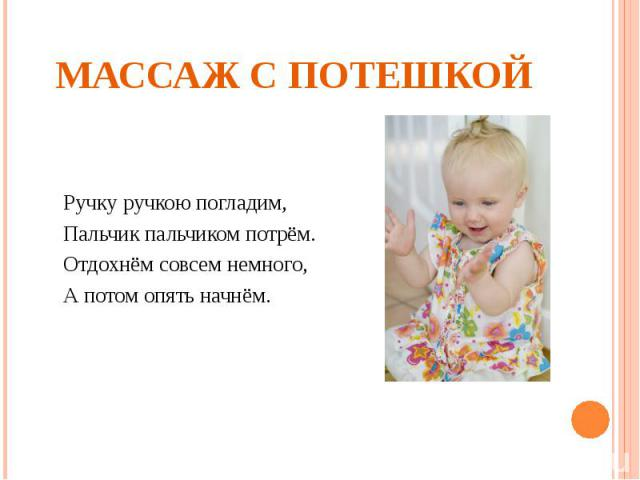 МАССАЖ С ПОТЕШКОЙ
Ручку ручкою погладим,
Пальчик пальчиком потрём.
Отдохнём совсем немного,
А потом опять начнём.